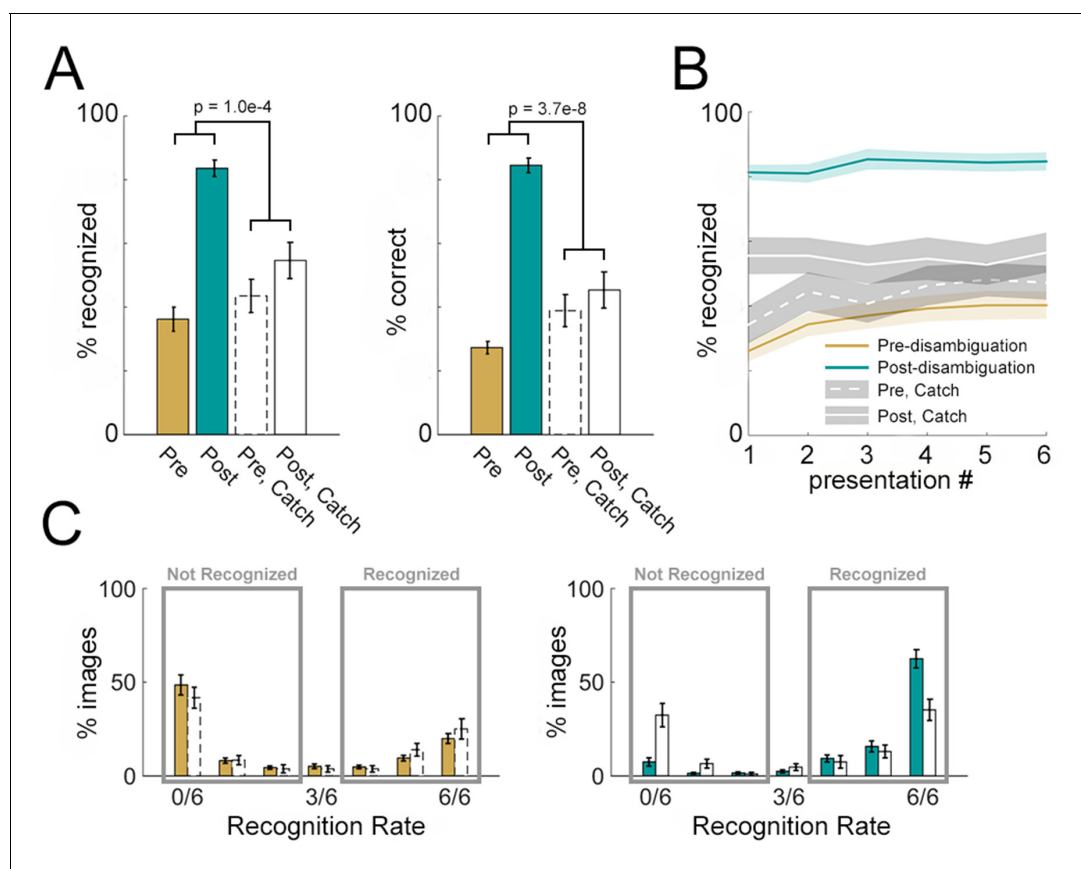 A
B
100
% recognized
0
p = 1.0e-4
Pre
Post
Pre, Catch
Post, Catch
100
% correct
0
p = 3.7e-8
Pre
Post
Pre, Catch
Post, Catch
100
% recognized
0
Pre-disambiguation
Post-disambiguation
Pre, Catch
Post, Catch
1 2 3 4 5 6
presentation #
C
Not Recognized Recognized
100
50
0
% images
0/6 3/6 6/6
Recognition Rate
Not Recognized Recognized
100
50
0
% images
0/6 3/6 6/6
Recognition Rate